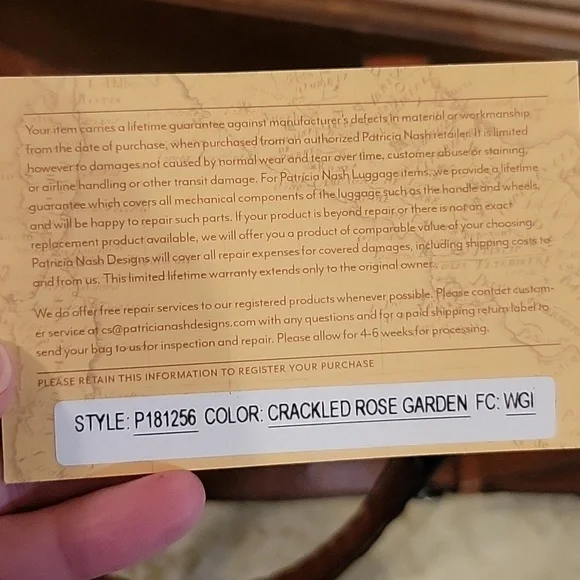 Your item carries a lifetime guarantee against manufacturer's defects in material or workmanship
from the date of purchase, when purchased from an authorized Patricia Nash retailer. It is limited
however to damages not caused by normal wear and tear over time, customer abuse or staining,
or airline handling or other transit damage. For Patricia Nash Luggage items, we provide a lifetime
guarantee which covers all mechanical components of the luggage such as the handle and wheels,
and will be happy to repair such parts. If your product is beyond repair or there is not an exact
replacement product available, we will offer you a product of comparable value of your choosing.
Patricia Nash Designs will cover all repair expenses for covered damages, including shipping costs to
and from us. This limited lifetime warranty extends only to the original owner.
We do offer free repair services to our registered products whenever possible. Please contact custom-
er service at cs@patricianashdesigns.com with any questions and for a paid shipping return label to
send your bag to us for inspection and repair. Please allow for 4-6 weeks for processing.
PLEASE RETAIN THIS INFORMATION TO REGISTER YOUR PURCHASE
STYLE: P181256 COLOR: CRACKLED ROSE GARDEN FC: WGI